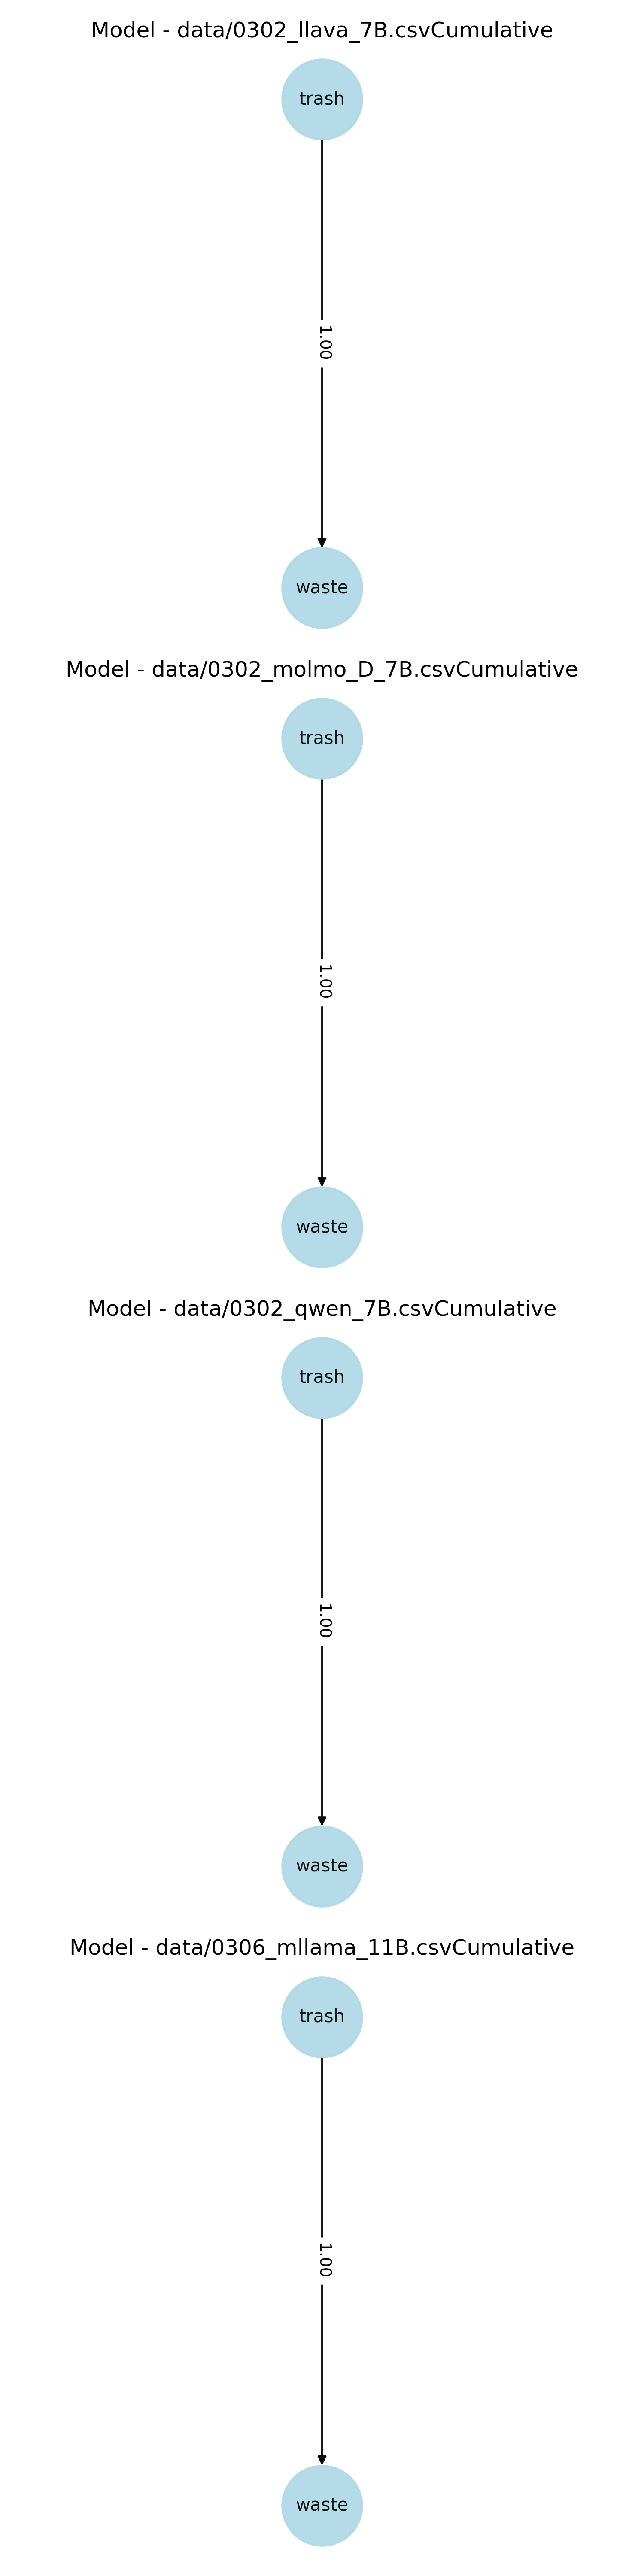 Model - data/0302_llava_7B.csvCumulative
trash
1.00
waste
Model - data/0302_molmo_D_7B.csvCumulative
trash
1.00
waste
Model - data/0302_qwen_7B.csvCumulative
trash
1.00
waste
Model - data/0306_mllama_11B.csvCumulative
trash
1.00
waste